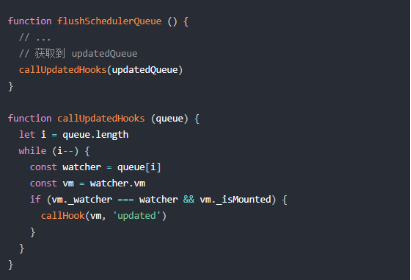 function flushSchedulerQueue () {
  // ...
  // 获取到 updatedQueue
  callUpdatedHooks(updatedQueue)
}

function callUpdatedHooks (queue) {
  let i = queue.length
  while (i--) {
    const watcher = queue[i]
    const vm = watcher.vm
    if (vm._watcher === watcher && vm._isMounted) {
      callHook(vm, 'updated')
    }
  }
}